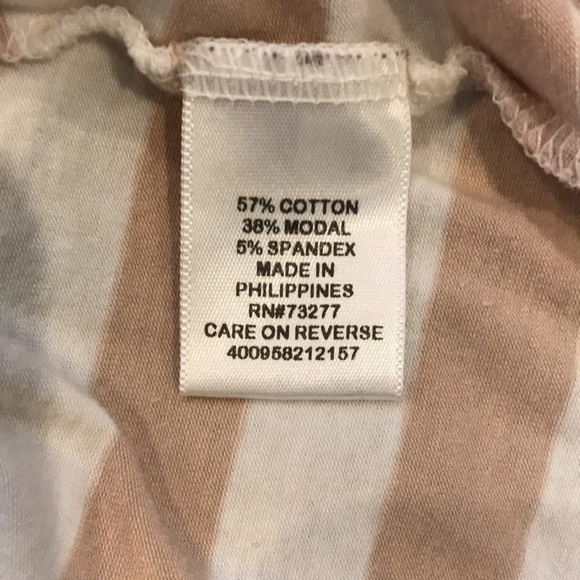 57% COTTON
38% MODAL
5% SPANDEX
MADE IN
PHILIPPINES
RN#73277
CARE ON REVERSE
400958212157